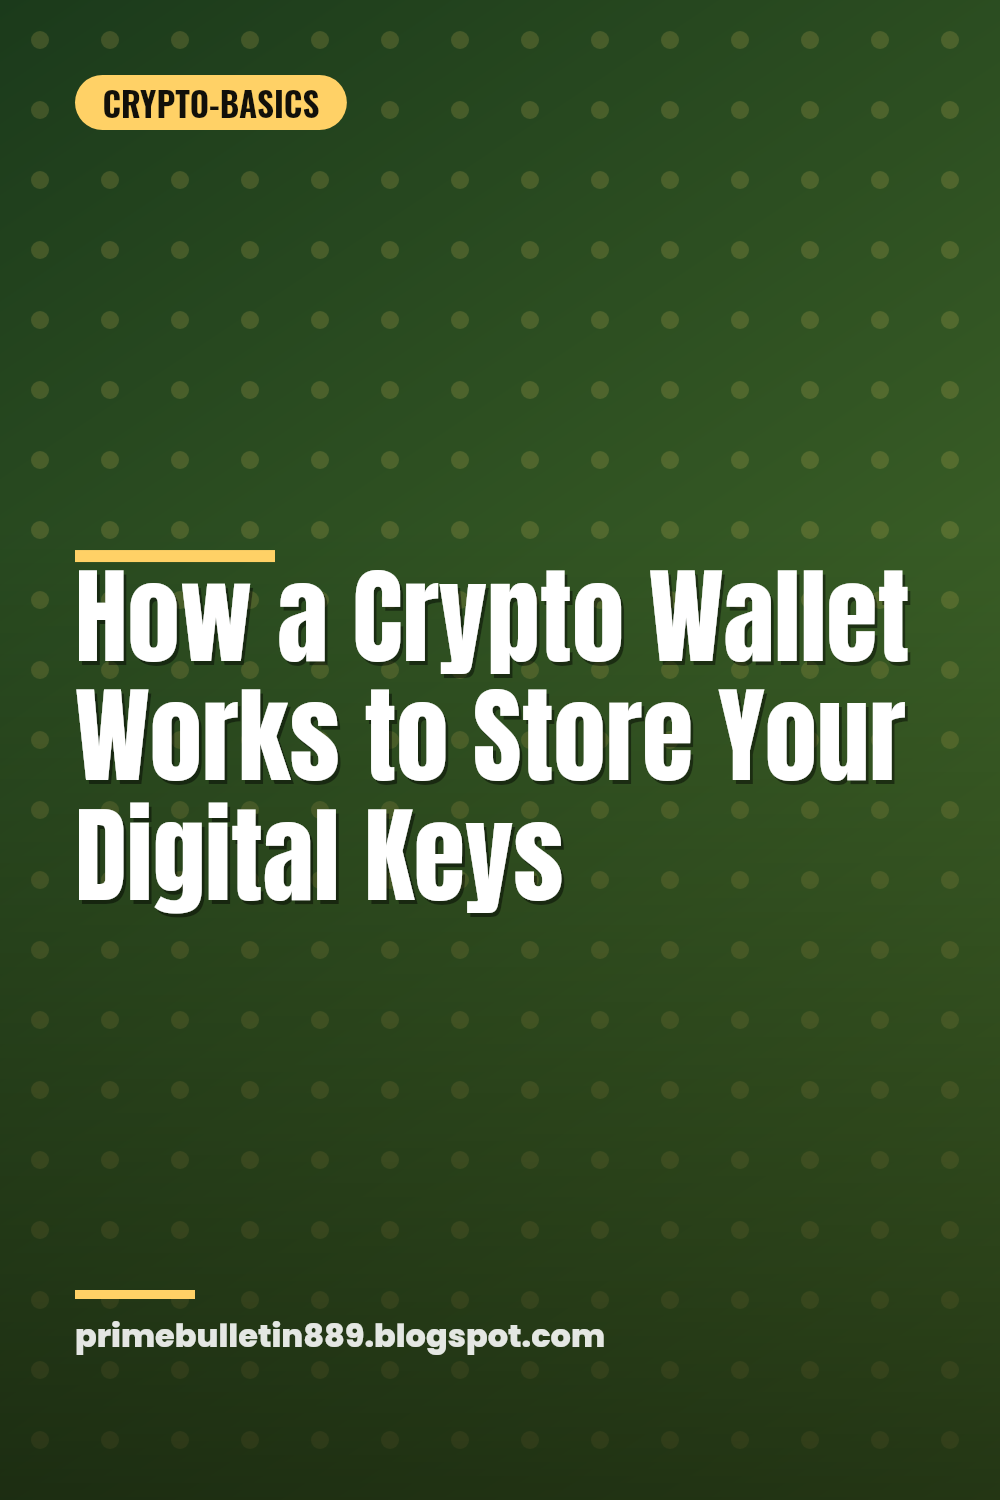 CRYPTO-BASICS
How a Crypto Wallet
Works to Store Your
Digital Keys
primebulletin889.blogspot.com